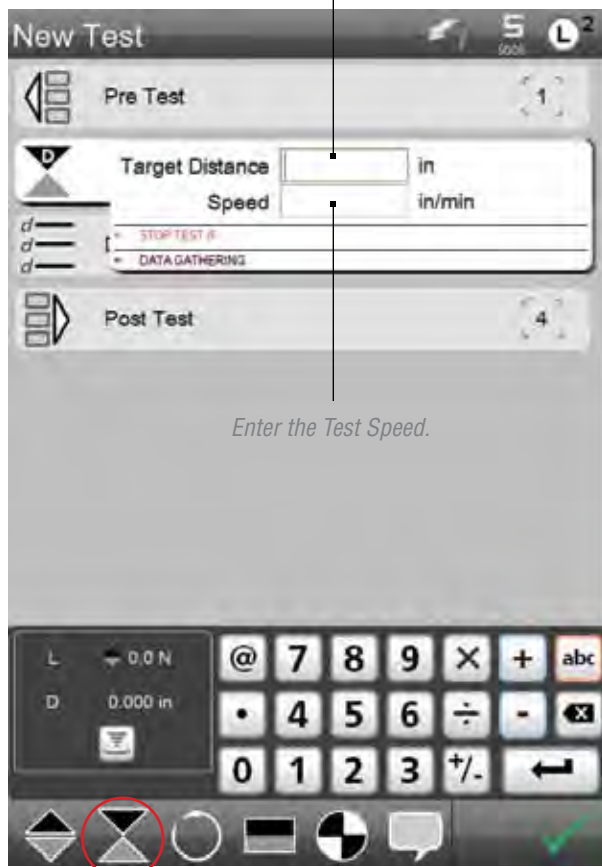 New Test
S
500N
L 2
Pre Test
1
D
Target Distance in
Speed in/min
d
d
d
STOP TEST IF
DATA GATHERING
Post Test
4
Enter the Test Speed.
L 0.0 N
D 0.000 in
@ 7 8 9 × + abc
• 4 5 6 ÷ -
0 1 2 3 +/-